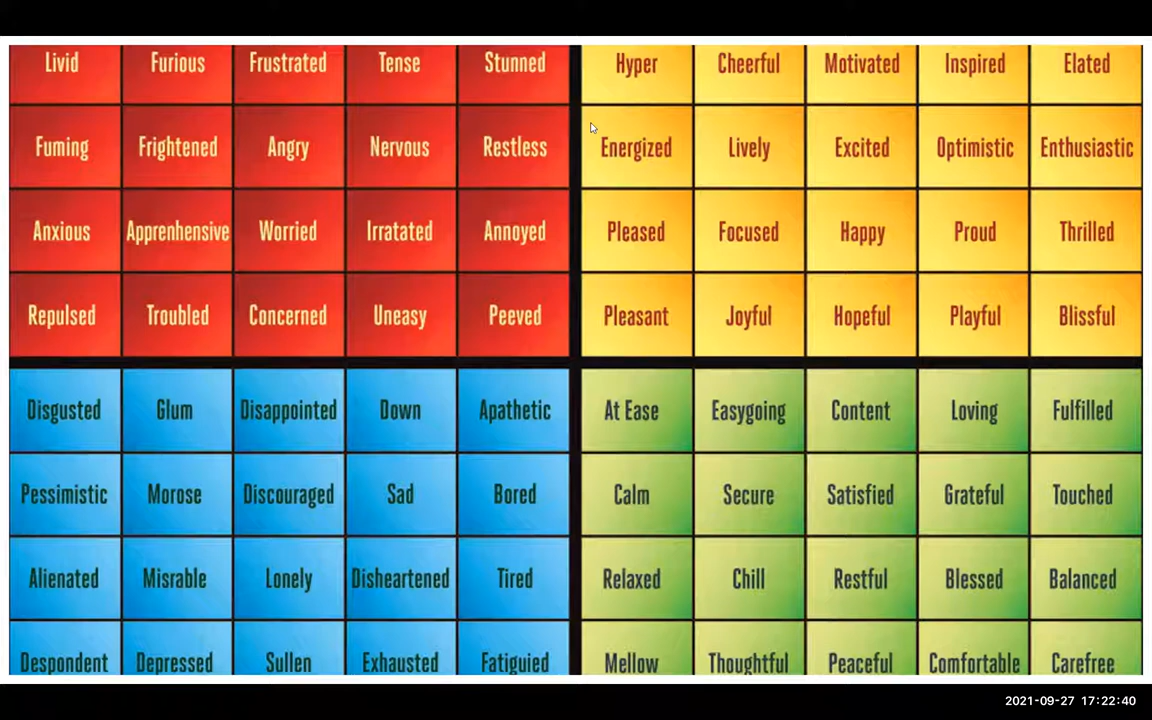 Livid Furious Frustrated Tense Stunned Hyper Cheerful Motivated Inspired Elated
Fuming Frightened Angry Nervous Restless Energized Lively Excited Optimistic Enthusiastic
Anxious Apprenhensive Worried Irratated Annoyed Pleased Focused Happy Proud Thrilled
Repulsed Troubled Concerned Uneasy Peeved Pleasant Joyful Hopeful Playful Blissful
Disgusted Glum Disappointed Down Apathetic At Ease Easygoing Content Loving Fulfilled
Pessimistic Morose Discouraged Sad Bored Calm Secure Satisfied Grateful Touched
Alienated Misrable Lonely Disheartened Tired Relaxed Chill Restful Blessed Balanced
Despondent Depressed Sullen Exhausted Fatiguied Mellow Thoughtful Peaceful Comfortable Carefree
2021-09-27 17:22:40